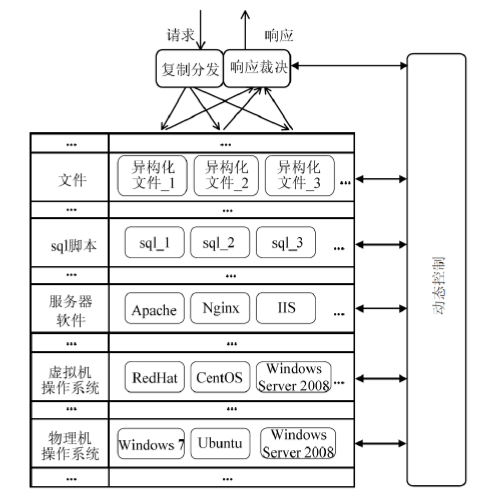 请求 响应
复制分发 响应裁决
... ...
文件 异构化文件_1 异构化文件_2 异构化文件_3 ...
... ...
sql脚本 sql_1 sql_2 sql_3 ...
... ...
服务器软件 Apache Nginx IIS ...
... ...
虚拟机操作系统 RedHat CentOS Windows Server 2008 ...
... ...
物理机操作系统 Windows 7 Ubuntu Windows Server 2008
... ...
动态控制